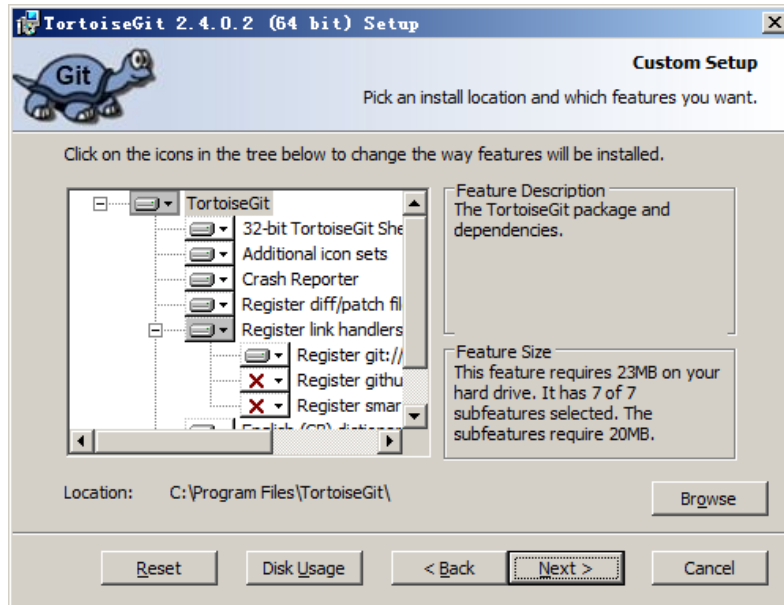 TortoiseGit 2.4.0.2 (64 bit) Setup
Git
Custom Setup
Pick an install location and which features you want.
Click on the icons in the tree below to change the way features will be installed.
TortoiseGit
32-bit TortoiseGit She
Additional icon sets
Crash Reporter
Register diff/patch fil
Register link handlers
Register git://
Register githu
Register smar
English (GB) dictionar
Feature Description
The TortoiseGit package and
dependencies.
Feature Size
This feature requires 23MB on your
hard drive. It has 7 of 7
subfeatures selected. The
subfeatures require 20MB.
Location: C:\Program Files\TortoiseGit\
Browse
Reset Disk Usage < Back Next > Cancel